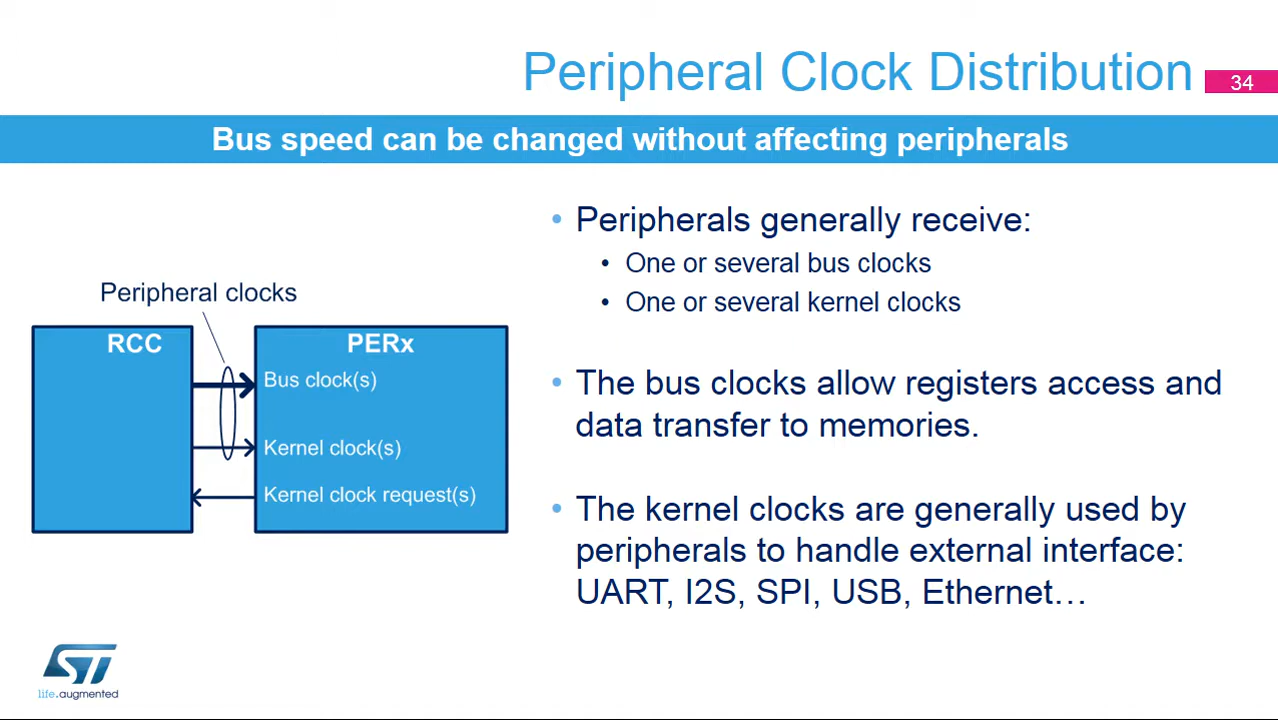 Peripheral Clock Distribution
34
Bus speed can be changed without affecting peripherals
Peripheral clocks
RCC
PERx
Bus clock(s)
Kernel clock(s)
Kernel clock request(s)
• Peripherals generally receive:
• One or several bus clocks
• One or several kernel clocks
• The bus clocks allow registers access and
data transfer to memories.
• The kernel clocks are generally used by
peripherals to handle external interface:
UART, I2S, SPI, USB, Ethernet…
ST
life.augmented